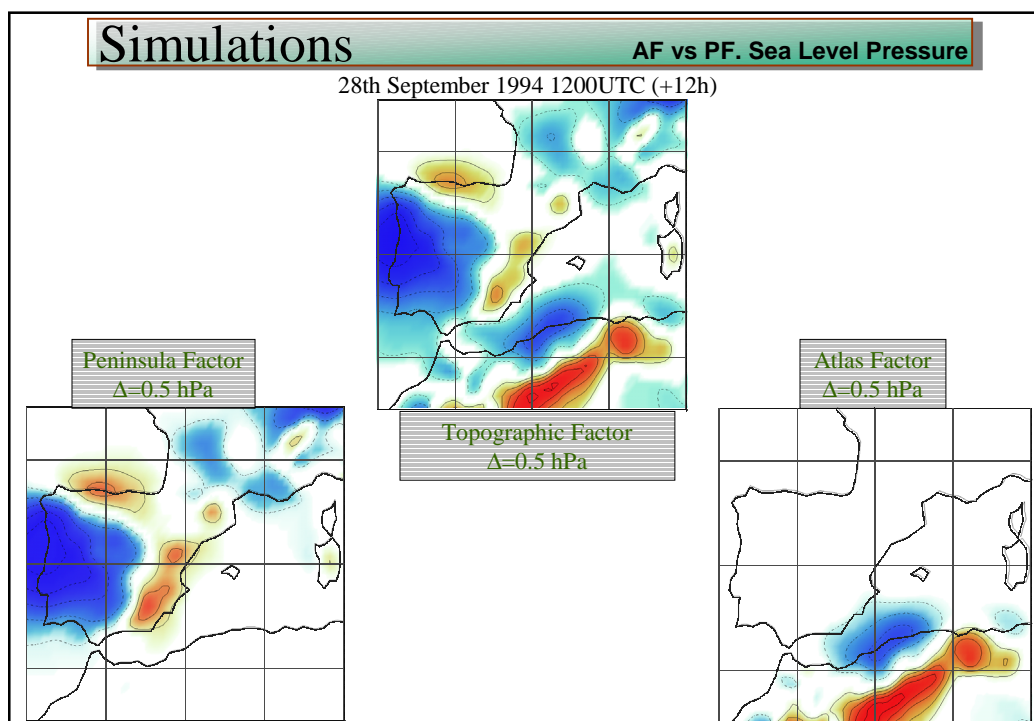 Simulations
AF vs PF. Sea Level Pressure
28th September 1994 1200UTC (+12h)
Peninsula Factor
Δ=0.5 hPa
Topographic Factor
Δ=0.5 hPa
Atlas Factor
Δ=0.5 hPa